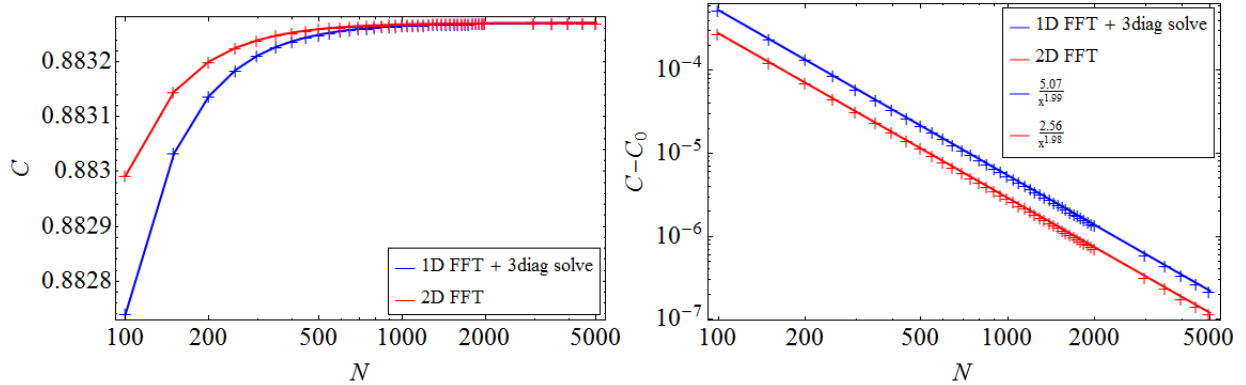 C
0.8832
0.8831
0.883
0.8829
0.8828
100
200
500
1000
2000
5000
N
1D FFT + 3diag solve
2D FFT
C−C₀
10⁻⁴
10⁻⁵
10⁻⁶
10⁻⁷
100
200
500
1000
2000
5000
N
1D FFT + 3diag solve
2D FFT
5.07
x^1.99
2.56
x^1.98